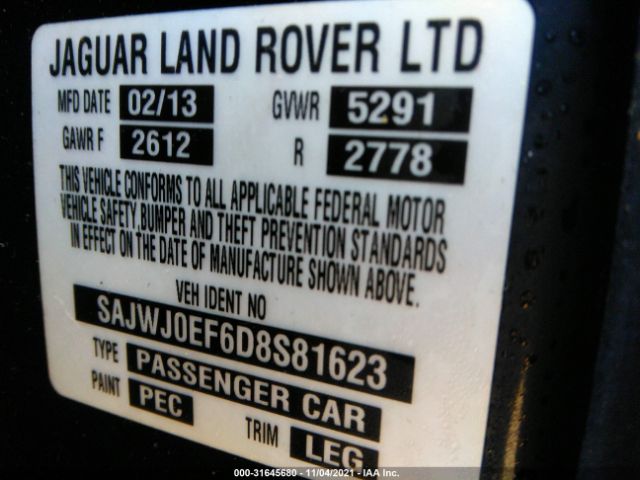 JAGUAR LAND ROVER LTD
MFD DATE 02/13 GVWR 5291
GAWR F 2612 R 2778
THIS VEHICLE CONFORMS TO ALL APPLICABLE FEDERAL MOTOR
VEHICLE SAFETY BUMPER AND THEFT PREVENTION STANDARDS
IN EFFECT ON THE DATE OF MANUFACTURE SHOWN ABOVE.
VEH IDENT NO
SAJWJ0EF6D8S81623
TYPE PASSENGER CAR
PAINT PEC TRIM LEG
000-31645680 - 11/04/2021 - IAA Inc.